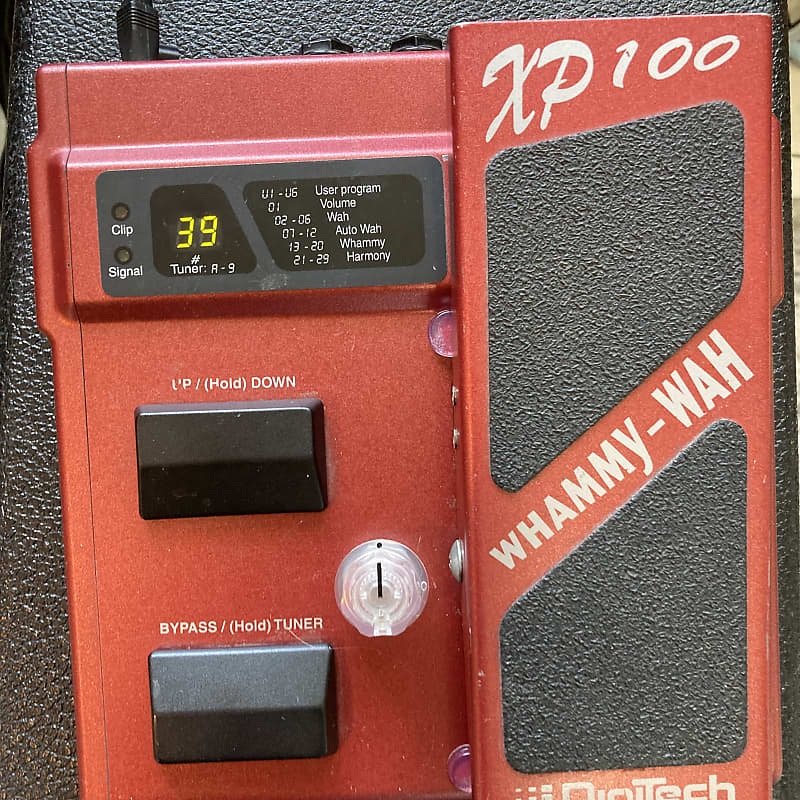 XP 100
U1 - U6 User program
01 Volume
02 - 06 Wah
07 - 12 Auto Wah
13 - 20 Whammy
21 - 29 Harmony
Clip
39
#
Signal
Tuner: A - 9
UP / (Hold) DOWN
WHAMMY-WAH
BYPASS / (Hold) TUNER
DigiTech